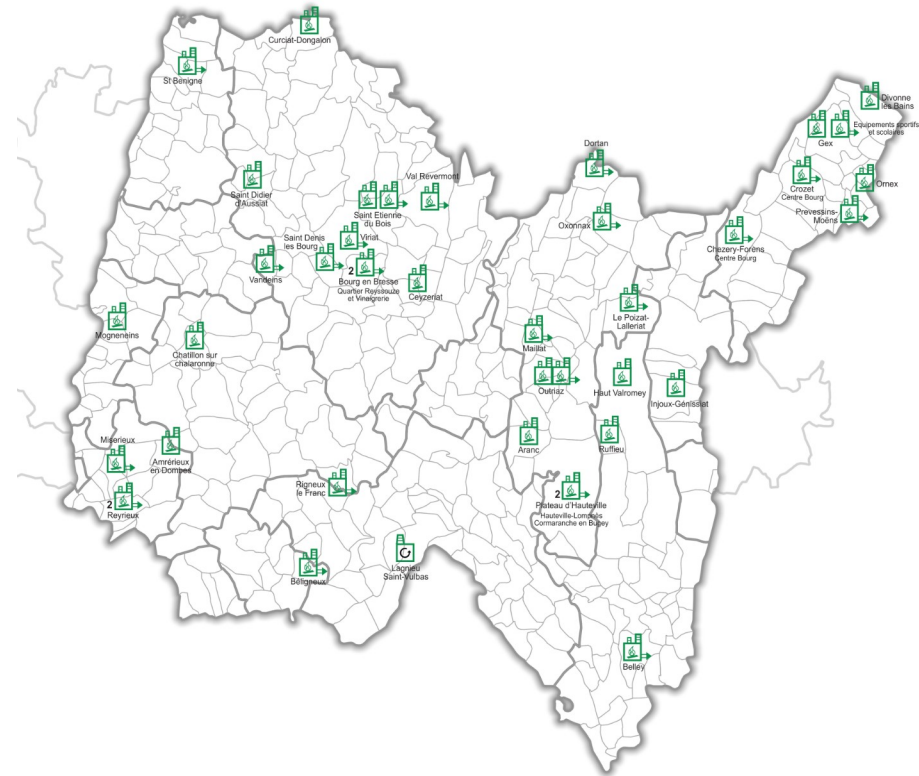 Curciat-Dongalon
St Bénigne
Divonne
les Bains
Equipements sportifs
et scolaires
Gex
Dortan
Val Revermont
Crozet
Centre Bourg
Ornex
Saint Didier
d'Aussiat
Saint Etienne
du Bois
Prevessins-
Moëns
Oxonnax
Saint Denis
les Bourg
Viriat
Chezery-Forens
Centre Bourg
Vandeins
2
Bourg en Bresse
Quartier Reyssouze
et Vinaigrerie
Ceyzeriat
Le Poizat-
Lalleriat
Mogneneins
Maillat
Chatillon sur
chalaronne
Outriaz
Haut Valromey
Injoux-Génissiat
Miserieux
Amrérieux
en Dombes
Aranc
Ruffieu
Rigneux
le Franc
2
Plateau d'Hauteville
Hauteville-Lompnès
Cormaranche en Bugey
2
Reyrieux
Lagnieu
Saint-Vulbas
Béligneux
Belley